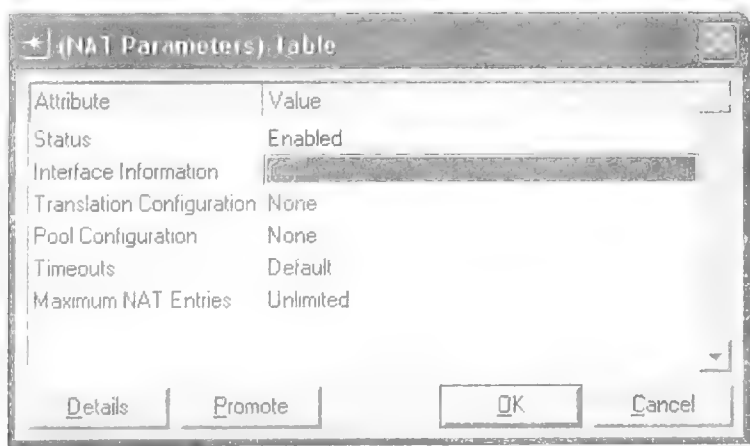 (NAT Parameters) Table
Attribute Value
Status Enabled
Interface Information
Translation Configuration None
Pool Configuration None
Timeouts Default
Maximum NAT Entries Unlimited
Details Promote OK Cancel